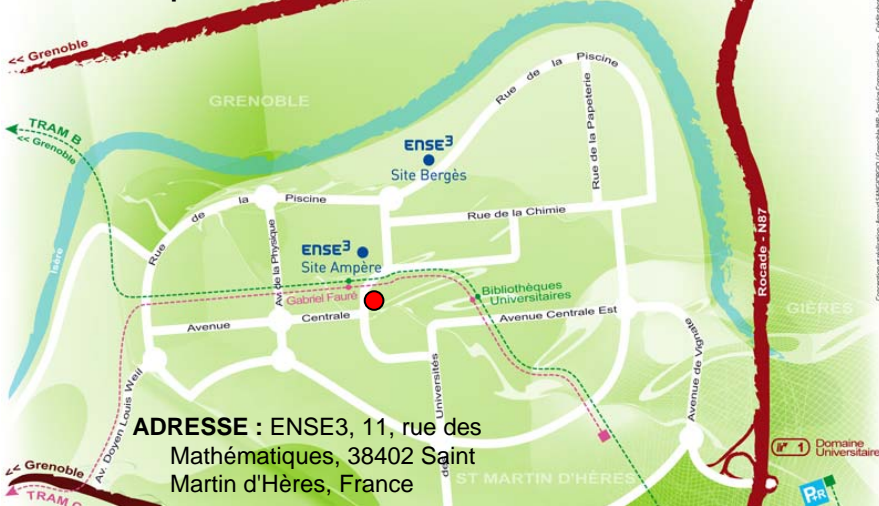 << Grenoble
GRENOBLE
TRAM B
<< Grenoble
Rue de la Piscine
Rue de la Papeterie
ENSE³
Site Bergès
Rue de la Piscine
Rue de la Chimie
Av. de la Physique
ENSE³
Site Ampère
Isère
Gabriel Fauré
Bibliothèques
Universitaires
Rocade - N87
GIÈRES
Avenue Centrale
Avenue Centrale Est
Avenue de Vignate
Av. Doyen Louis Weil
des Universités
ADRESSE : ENSE3, 11, rue des
Mathématiques, 38402 Saint
Martin d'Hères, France
ST MARTIN D'HÈRES
<< Grenoble
TRAM C
N° 1
Domaine
Universitaire
P+R